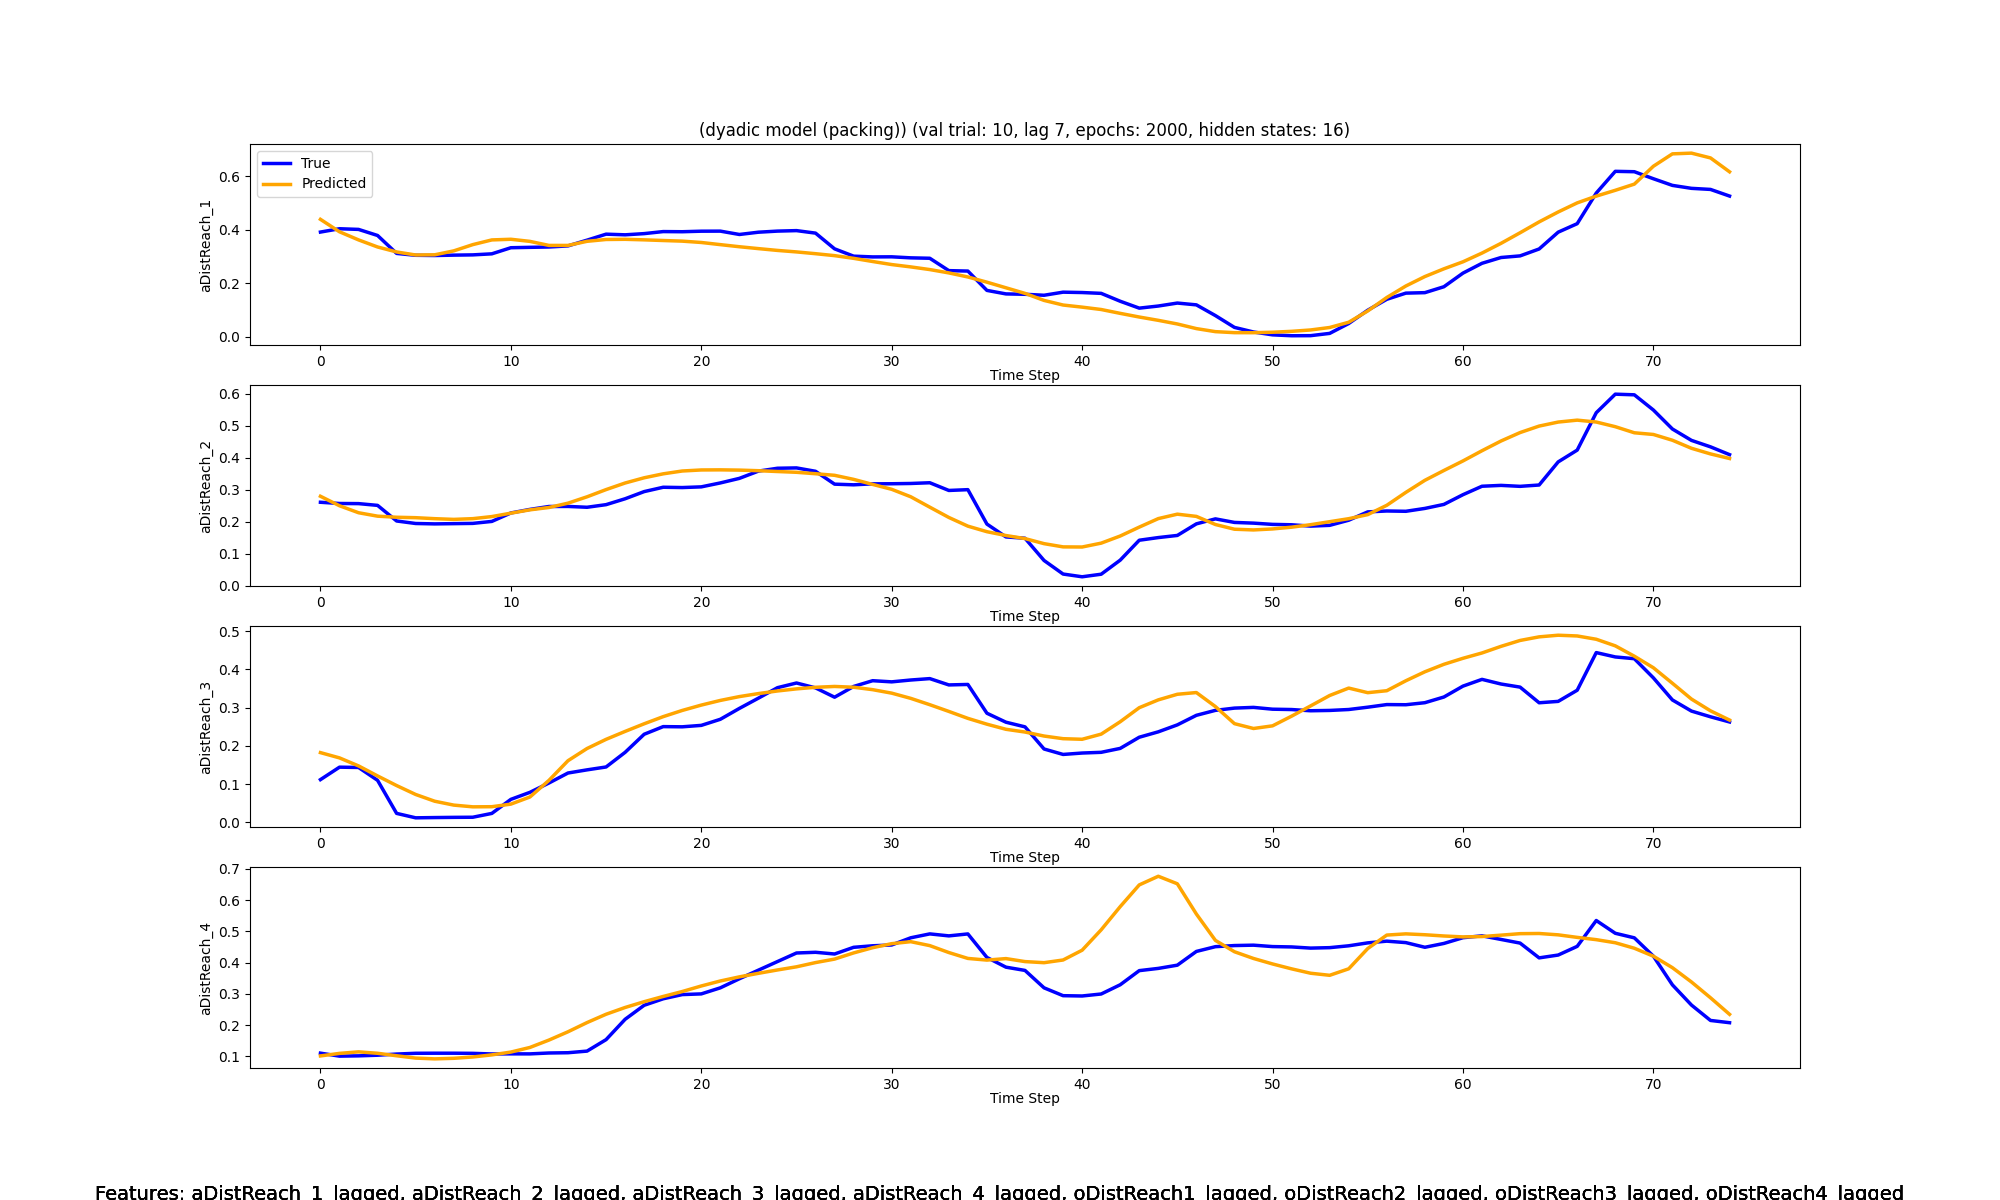 (dyadic model (packing)) (val trial: 10, lag 7, epochs: 2000, hidden states: 16)
True
Predicted
aDistReach_1
0.6
0.4
0.2
0.0
0 10 20 30 40 50 60 70
Time Step
aDistReach_2
0.6
0.5
0.4
0.3
0.2
0.1
0.0
0 10 20 30 40 50 60 70
Time Step
aDistReach_3
0.5
0.4
0.3
0.2
0.1
0.0
0 10 20 30 40 50 60 70
Time Step
aDistReach_4
0.7
0.6
0.5
0.4
0.3
0.2
0.1
0 10 20 30 40 50 60 70
Time Step
Features: aDistReach_1_lagged, aDistReach_2_lagged, aDistReach_3_lagged, aDistReach_4_lagged, oDistReach1_lagged, oDistReach2_lagged, oDistReach3_lagged, oDistReach4_lagged